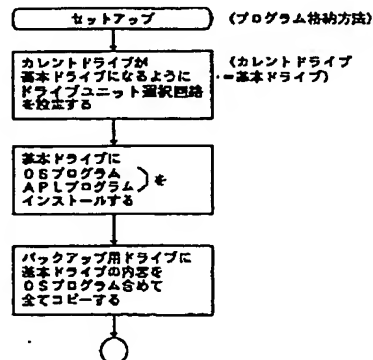 セットアップ
(プログラム格納方法)
カレントドライブが
基本ドライブになるように
ドライブユニット選択回路
を設定する
(カレントドライブ
=基本ドライブ)
基本ドライブに
OSプログラム
APLプログラム
を
インストールする
バックアップ用ドライブに
基本ドライブの内容を
OSプログラム含めて
全てコピーする